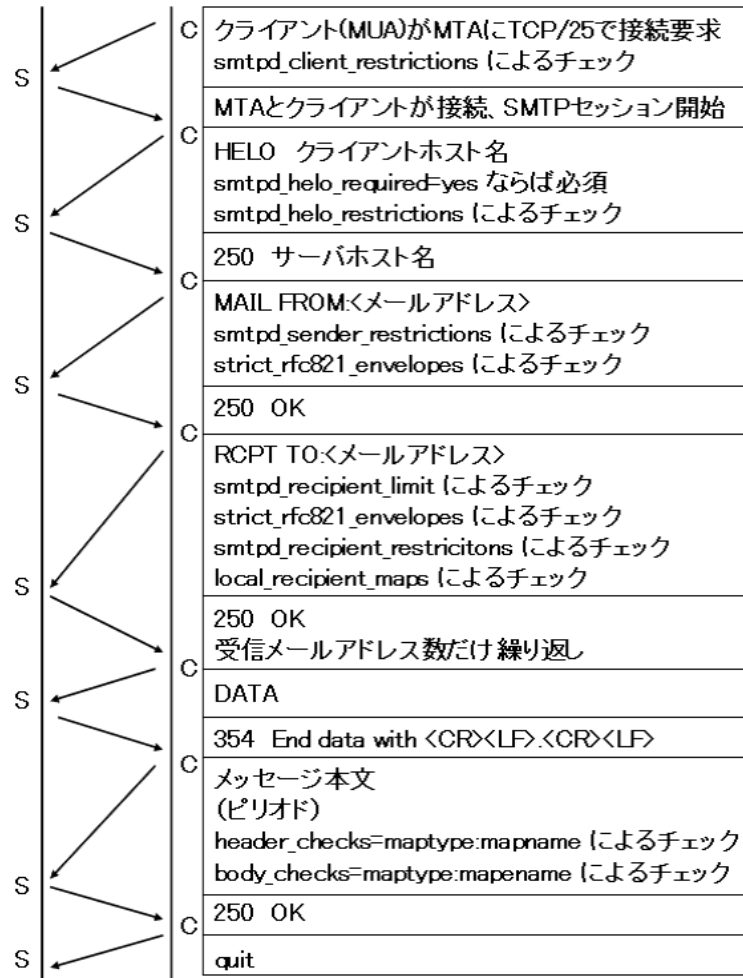 C クライアント(MUA)がMTAにTCP/25で接続要求
smtpd_client_restrictions によるチェック
S
MTAとクライアントが接続、SMTPセッション開始
C
HELO クライアントホスト名
smtpd_helo_required=yes ならば必須
smtpd_helo_restrictions によるチェック
S
250 サーバホスト名
C
MAIL FROM:<メールアドレス>
smtpd_sender_restrictions によるチェック
strict_rfc821_envelopes によるチェック
S
250 OK
C
RCPT TO:<メールアドレス>
smtpd_recipient_limit によるチェック
strict_rfc821_envelopes によるチェック
smtpd_recipient_restricitons によるチェック
local_recipient_maps によるチェック
S
250 OK
受信メールアドレス数だけ繰り返し
C
DATA
S
354 End data with <CR><LF>.<CR><LF>
C
メッセージ本文
(ピリオド)
header_checks=maptype:mapname によるチェック
body_checks=maptype:mapename によるチェック
S
250 OK
C
quit
S